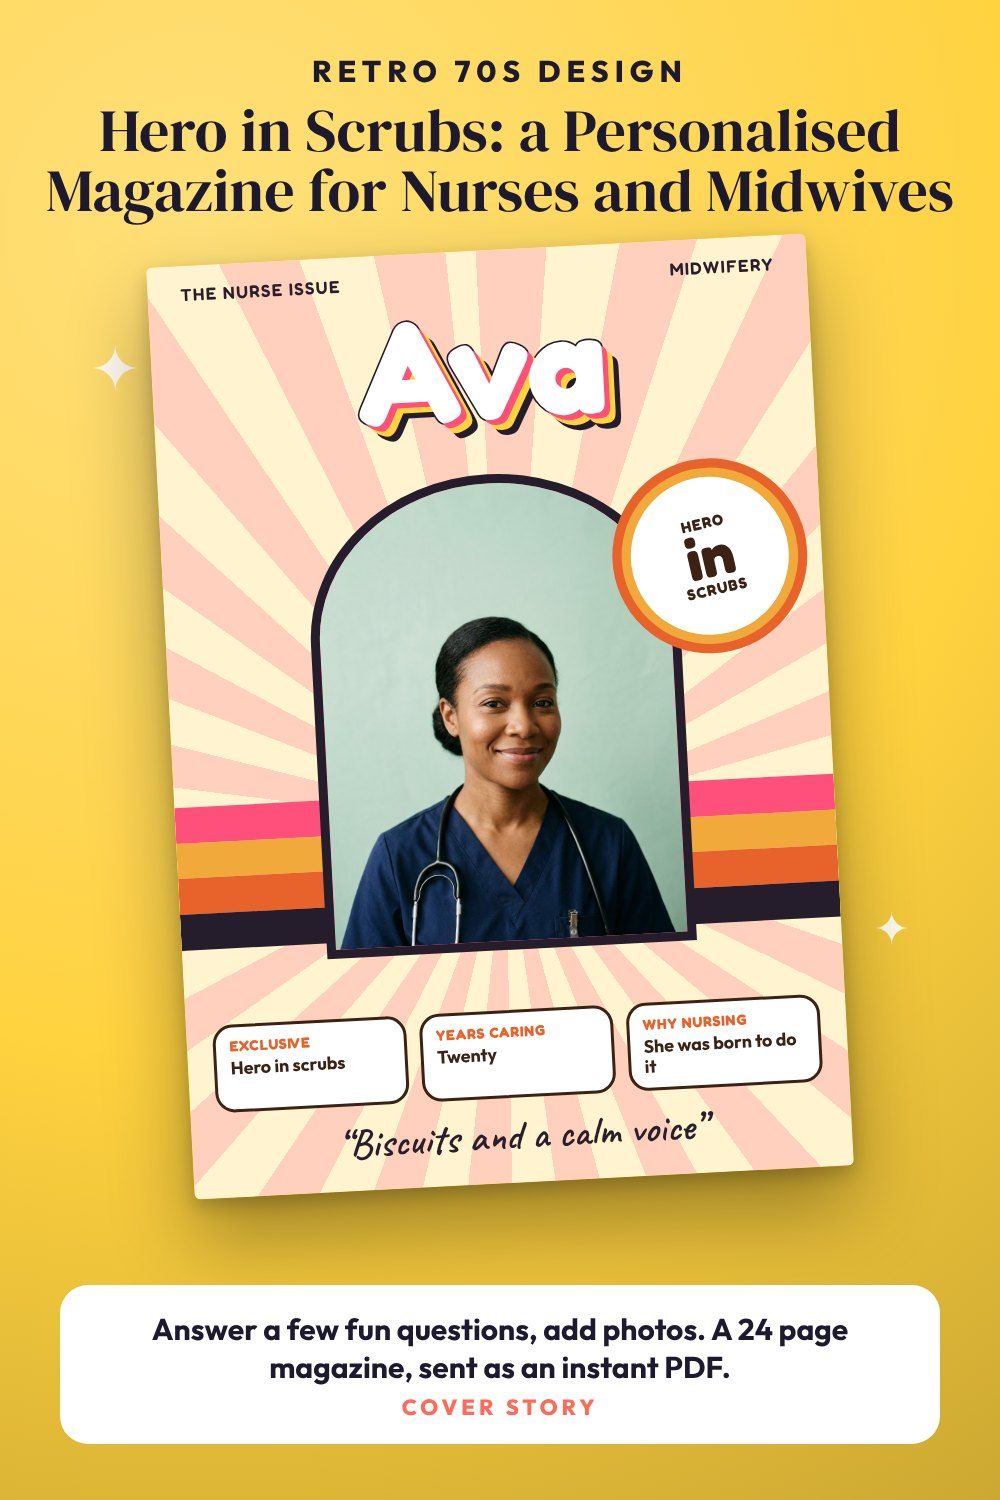 RETRO 70S DESIGN
Hero in Scrubs: a Personalised
Magazine for Nurses and Midwives
THE NURSE ISSUE
MIDWIFERY
Ava
HERO
in
SCRUBS
EXCLUSIVE
Hero in scrubs
YEARS CARING
Twenty
WHY NURSING
She was born to do
it
“Biscuits and a calm voice”
Answer a few fun questions, add photos. A 24 page
magazine, sent as an instant PDF.
COVER STORY